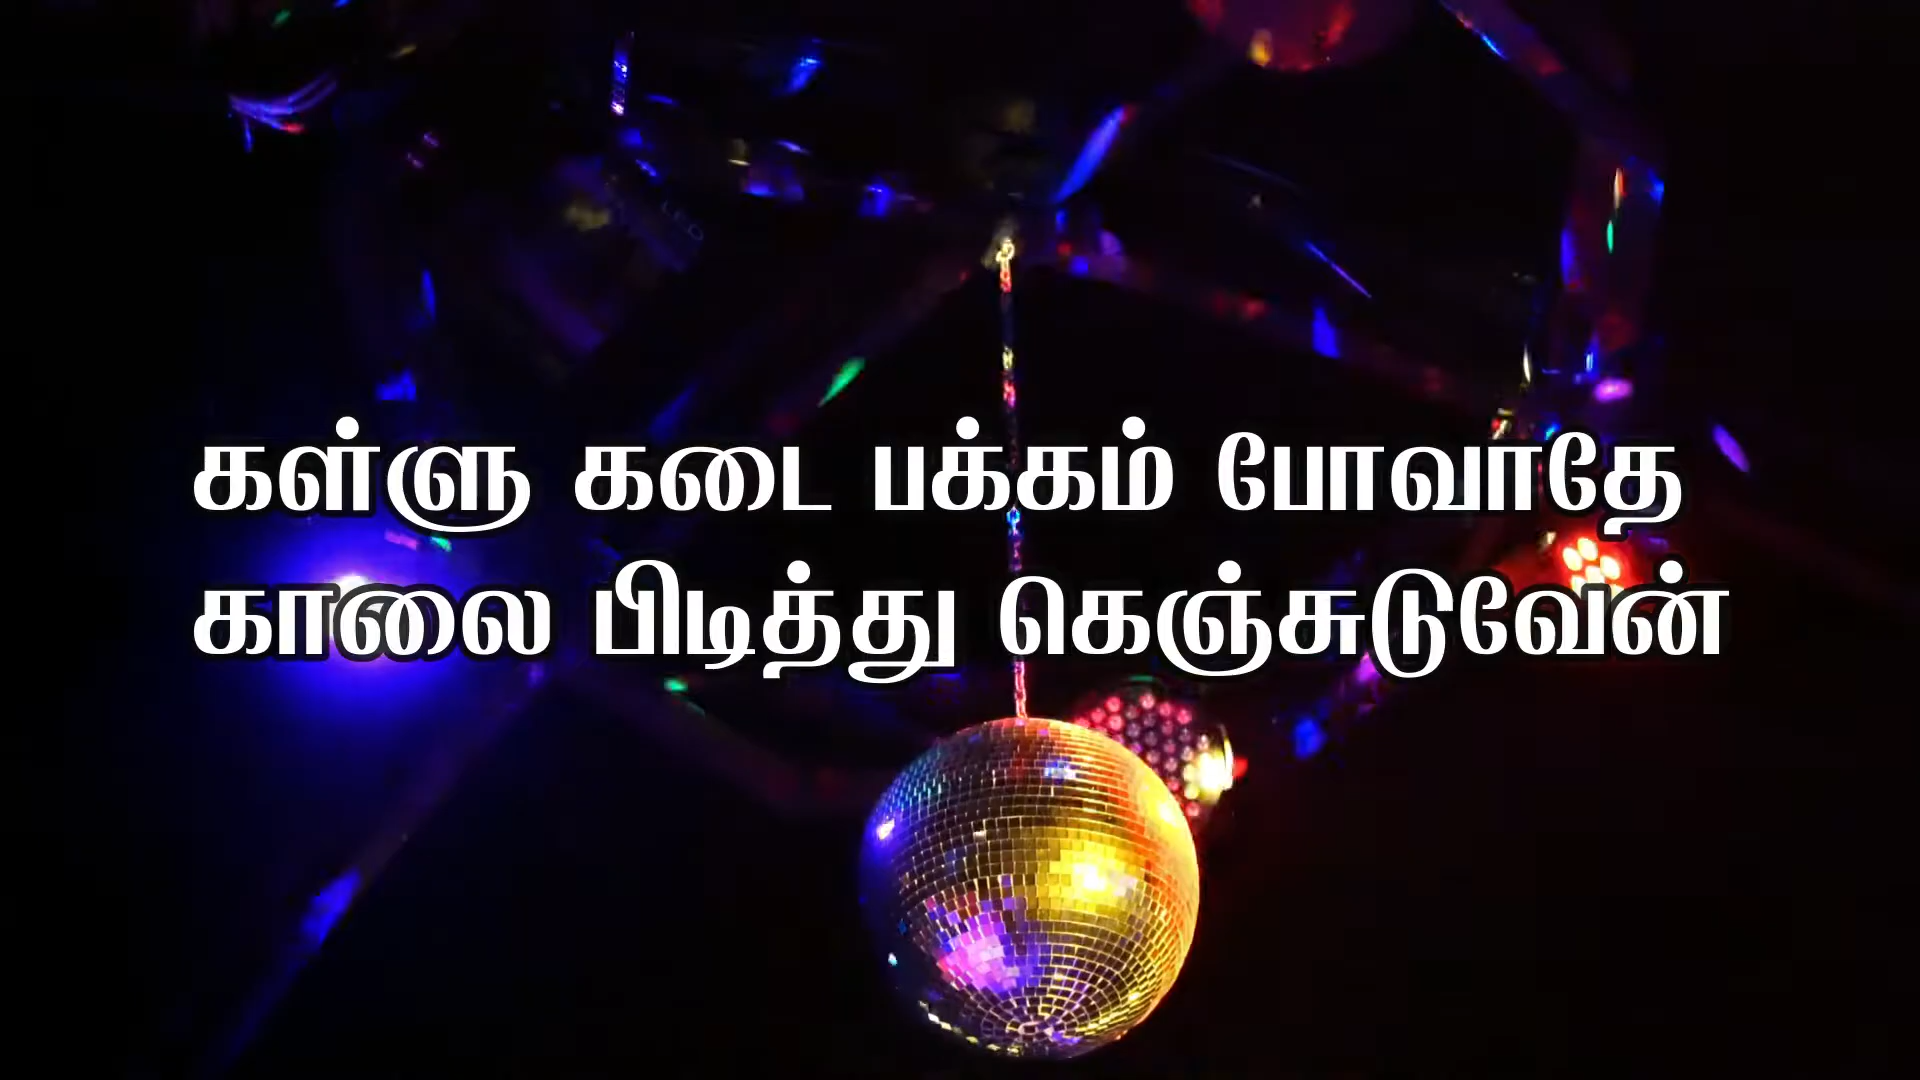 கள்ளு கடை பக்கம் போவாதே
காலை பிடித்து கெஞ்சுடுவேன்